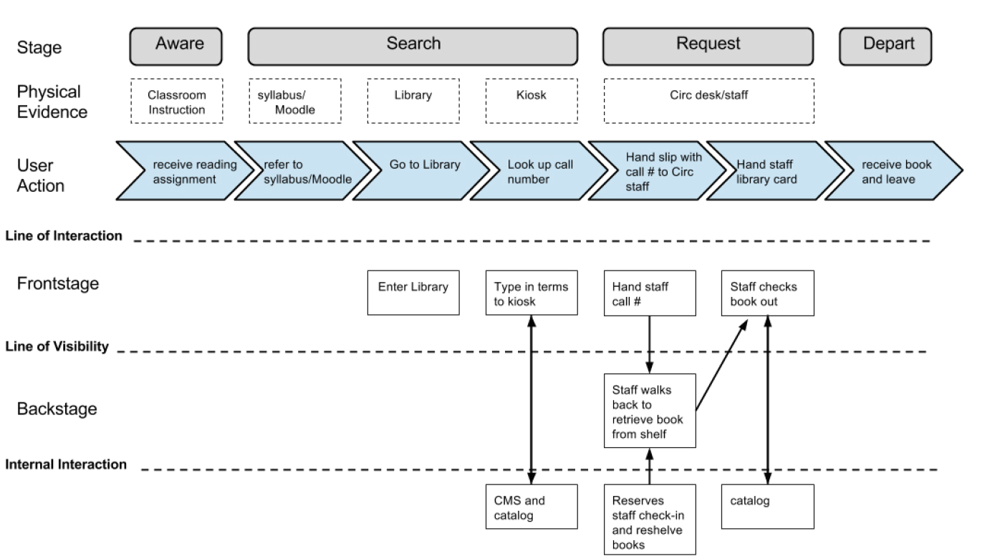 Stage
Aware
Search
Request
Depart
Physical
Evidence
Classroom
Instruction
syllabus/
Moodle
Library
Kiosk
Circ desk/staff
User
Action
receive reading
assignment
refer to
syllabus/Moodle
Go to Library
Look up call
number
Hand slip with
call # to Circ
staff
Hand staff
library card
receive book
and leave
Line of Interaction
Frontstage
Enter Library
Type in terms
to kiosk
Hand staff
call #
Staff checks
book out
Line of Visibility
Backstage
Staff walks
back to
retrieve book
from shelf
Internal Interaction
CMS and
catalog
Reserves
staff check-in
and reshelve
books
catalog